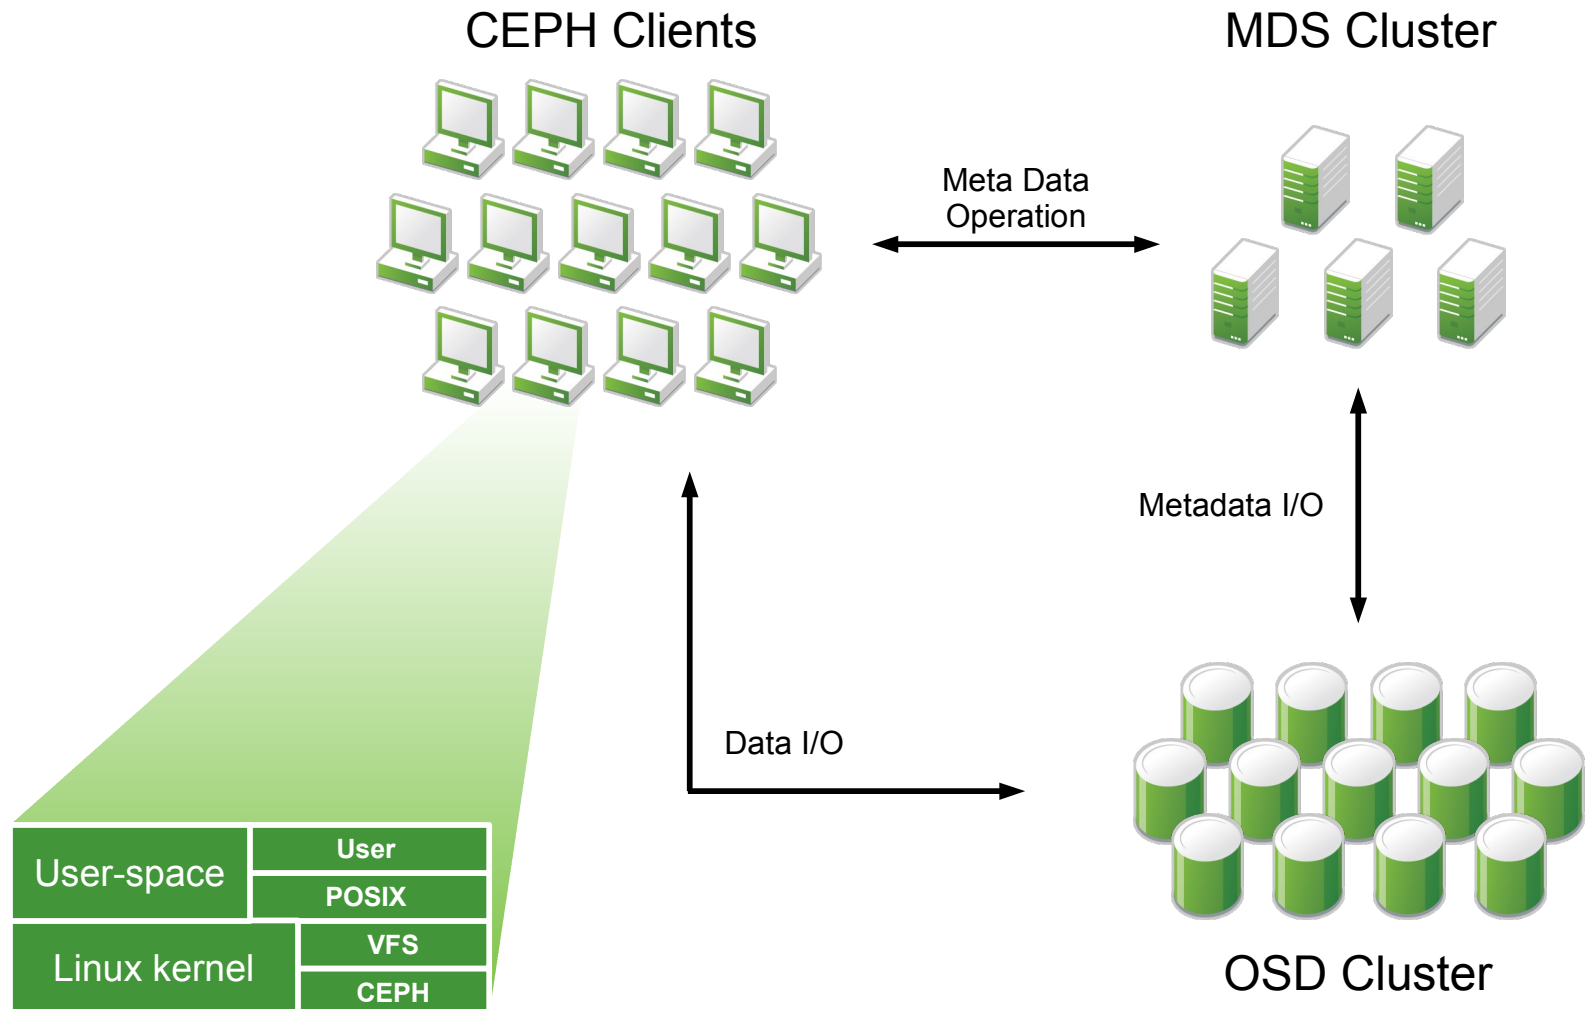 CEPH Clients
MDS Cluster
Meta Data
Operation
Metadata I/O
Data I/O
User-space
User
POSIX
Linux kernel
VFS
CEPH
OSD Cluster